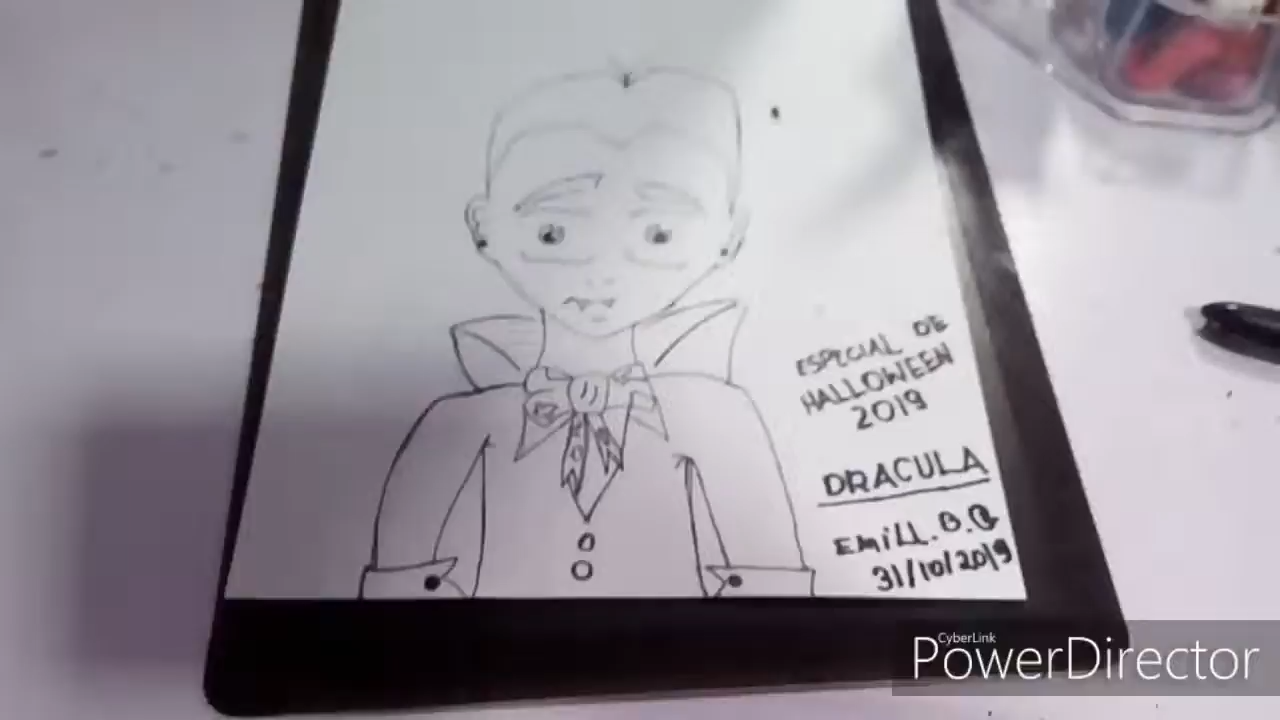 ESPECIAL DE
HALLOWEEN
2019
DRACULA
EMiLL.B.B
31/10/2019
CyberLink
PowerDirector